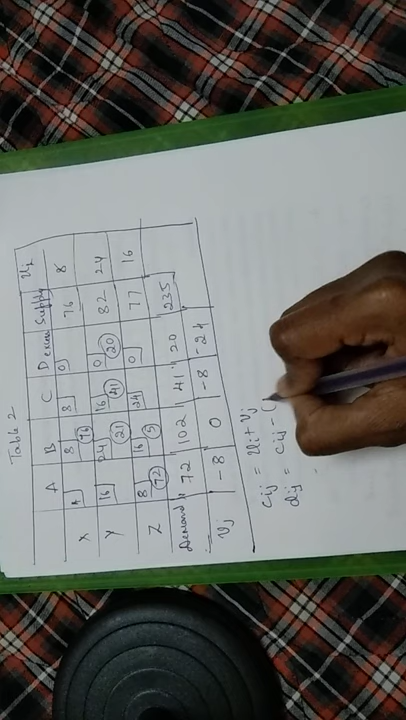 Table 2
A B C Demm Supply Ui
X 4 8 76 8 0 76 8
Y 16 24 21 16 41 0 20 82 24
Z 8 72 16 5 24 0 77 16
Demand 72 102 41 20 235
Vj -8 0 -8 -24
Cij = Ui + Vj
dij = Cij - (